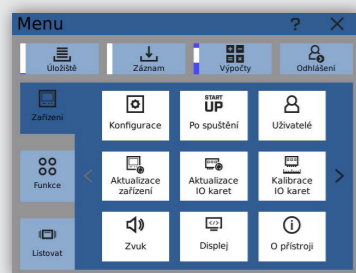 Menu ?
Úložiště Záznam Výpočty Odhlášení
Zařízení
Konfigurace
START
UP
Po spuštění
Uživatelé
Funkce
Aktualizace
zařízení
Aktualizace
IO karet
Kalibrace
IO karet
Listovat
Zvuk
Displej
O přístroji